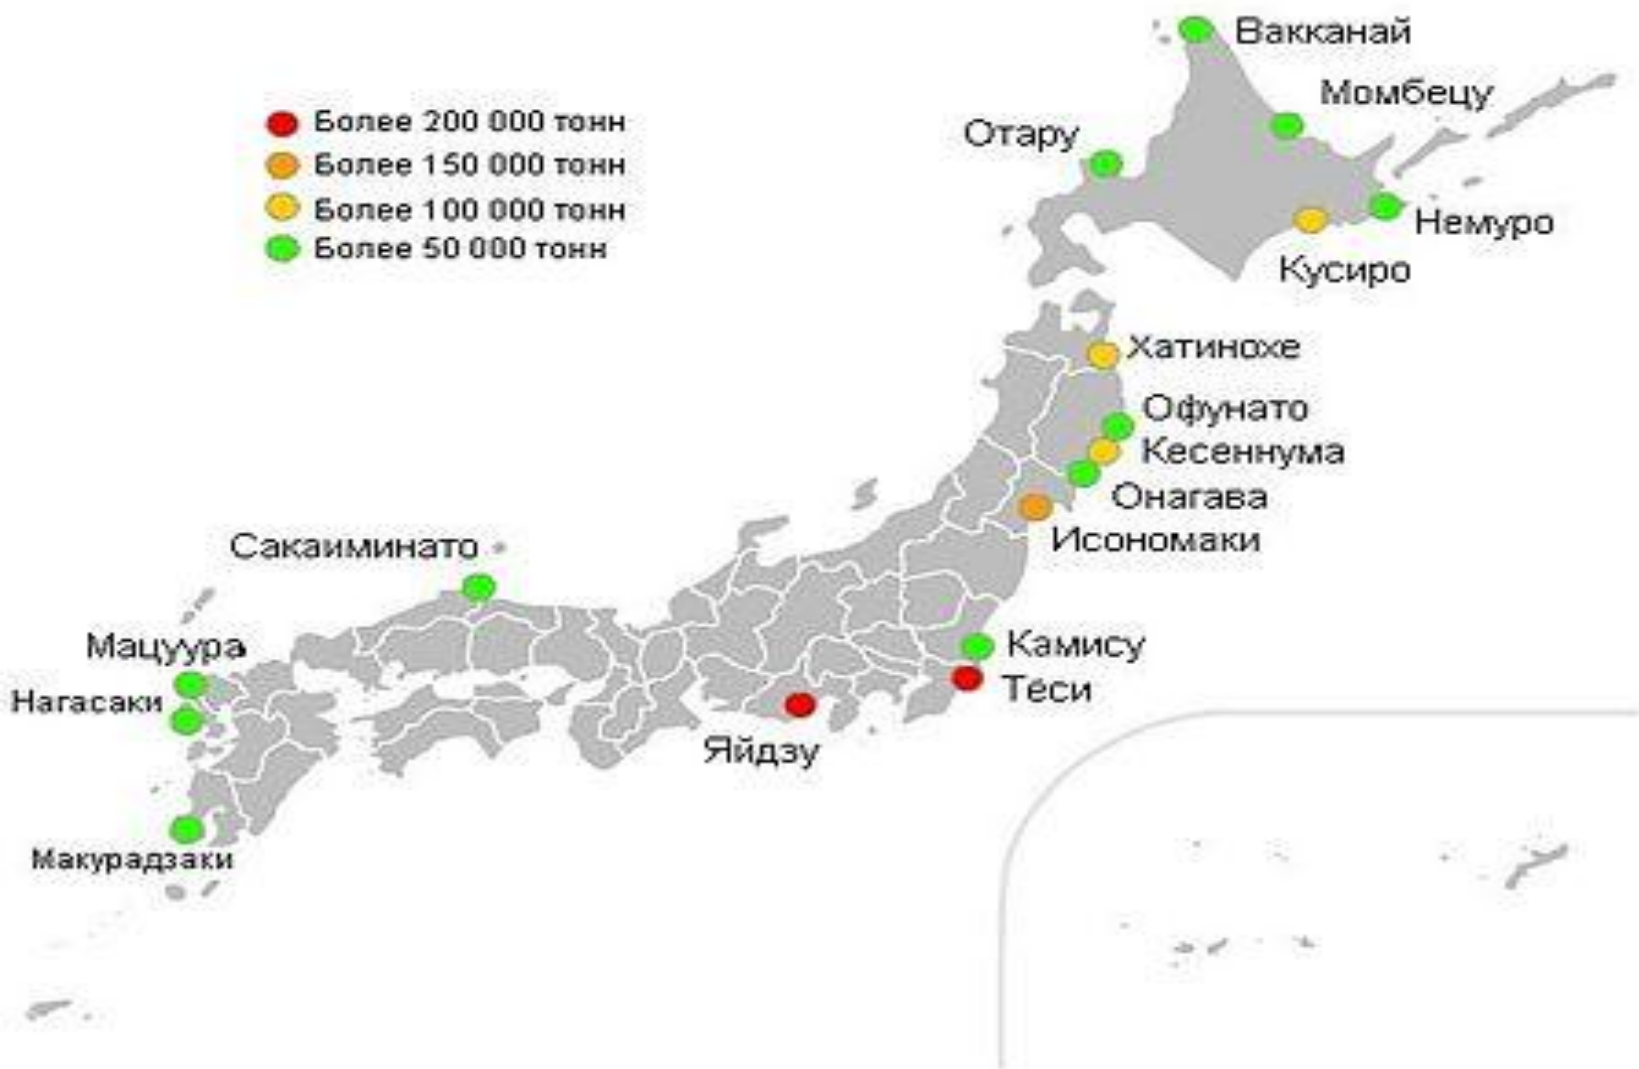 Вакканай
Момбецу
Более 200 000 тонн
Отару
Более 150 000 тонн
Более 100 000 тонн
Немуро
Более 50 000 тонн
Кусиро
Хатинохе
Офунато
Кесеннума
Онагава
Исономаки
Сакаиминато
Камису
Мацуура
Тёси
Нагасаки
Яйдзу
Макурадзаки